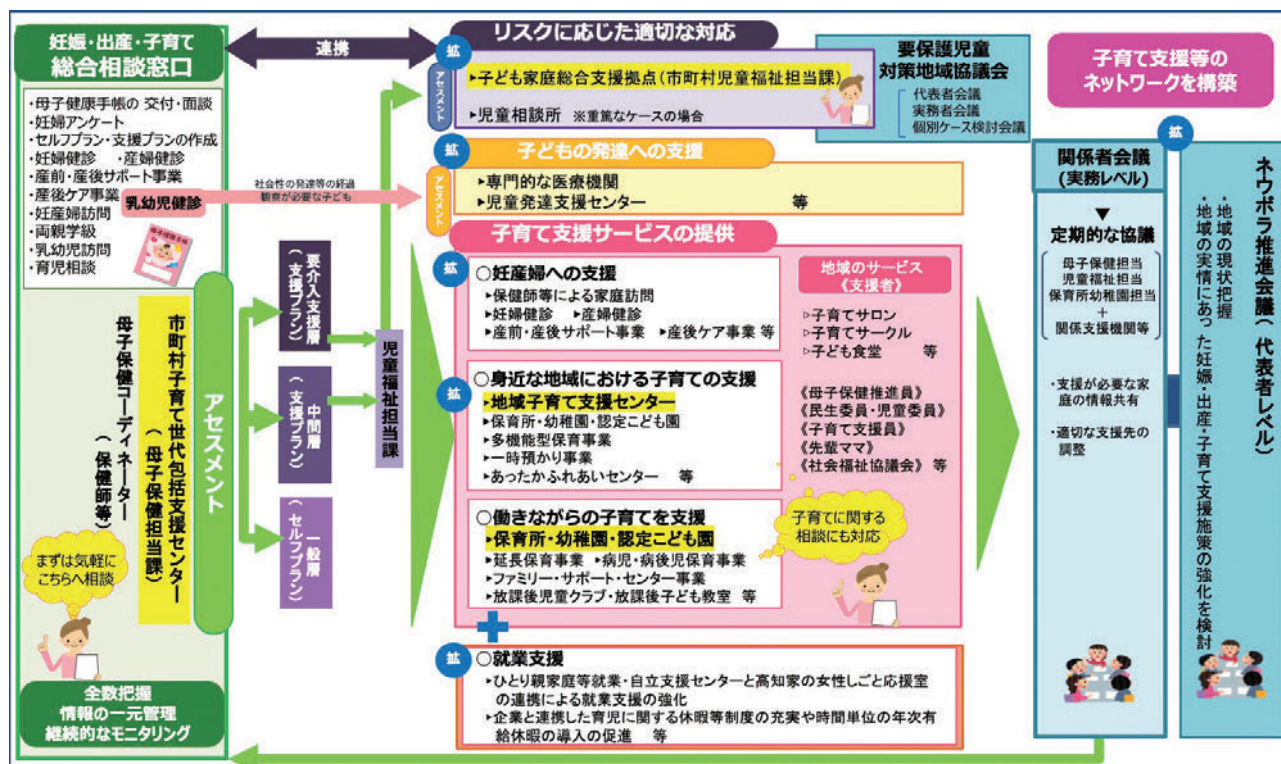 妊娠・出産・子育て
総合相談窓口
・母子健康手帳の 交付・面談
・妊婦アンケート
・セルフプラン・支援プランの作成
・妊婦健診 ・産婦健診
・産前・産後サポート事業
・産後ケア事業
・妊産婦訪問
・両親学級
・乳幼児訪問
・育児相談
乳幼児健診
母子健康手帳
社会性の発達等の経過
観察が必要な子ども
市町村子育て世代包括支援センター
(母子保健担当課)
母子保健コーディネーター
(保健師等)
まずは気軽に
こちらへ相談
アセスメント
全数把握
情報の一元管理
継続的なモニタリング
要介入支援層
(支援プラン)
中間層
(支援プラン)
一般層
(セルフプラン)
児童福祉担当課
連携
拡
リスクに応じた適切な対応
アセスメント
▸子ども家庭総合支援拠点(市町村児童福祉担当課)
▸児童相談所 ※重篤なケースの場合
要保護児童
対策地域協議会
代表者会議
実務者会議
個別ケース検討会議
拡
子どもの発達への支援
アセスメント
▸専門的な医療機関
▸児童発達支援センター 等
子育て支援サービスの提供
拡
○妊産婦への支援
▸保健師等による家庭訪問
▸妊婦健診 ▸産婦健診
▸産前・産後サポート事業 ▸産後ケア事業 等
拡
○身近な地域における子育ての支援
▸地域子育て支援センター
▸保育所・幼稚園・認定こども園
▸多機能型保育事業
▸一時預かり事業
▸あったかふれあいセンター 等
拡
○働きながらの子育てを支援
▸保育所・幼稚園・認定こども園
▸延長保育事業 ▸病児・病後児保育事業
▸ファミリー・サポート・センター事業
▸放課後児童クラブ・放課後子ども教室 等
地域のサービス
《支援者》
▹子育てサロン
▹子育てサークル
▹子ども食堂 等
《母子保健推進員》
《民生委員・児童委員》
《子育て支援員》
《先輩ママ》
《社会福祉協議会》等
子育てに関する
相談にも対応
拡
○就業支援
▸ひとり親家庭等就業・自立支援センターと高知家の女性しごと応援室
の連携による就業支援の強化
▸企業と連携した育児に関する休暇等制度の充実や時間単位の年次有
給休暇の導入の促進 等
子育て支援等の
ネットワークを構築
拡
関係者会議
(実務レベル)
▼
定期的な協議
母子保健担当
児童福祉担当
保育所幼稚園担当
+
関係支援機関等
・支援が必要な家
庭の情報共有
・適切な支援先の
調整
ネウボラ推進会議(代表者レベル)
・地域の現状把握
・地域の実情にあった妊娠・出産・子育て支援施策の強化を検討